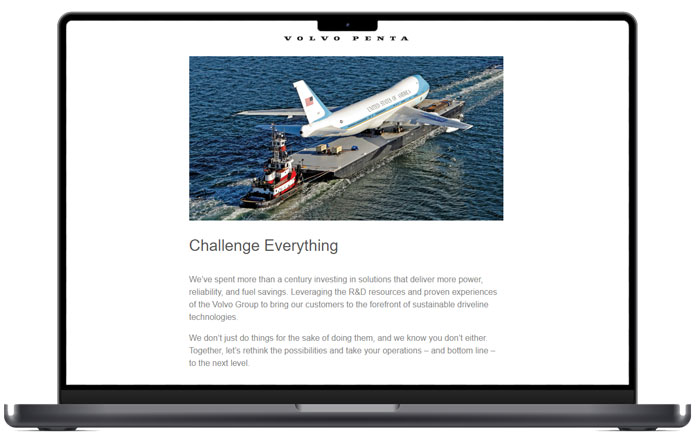 VOLVO PENTA
UNITED STATES OF AMERICA
Challenge Everything
We've spent more than a century investing in solutions that deliver more power,
reliability, and fuel savings. Leveraging the R&D resources and proven experiences
of the Volvo Group to bring our customers to the forefront of sustainable driveline
technologies.
We don't just do things for the sake of doing them, and we know you don't either.
Together, let's rethink the possibilities and take your operations – and bottom line –
to the next level.